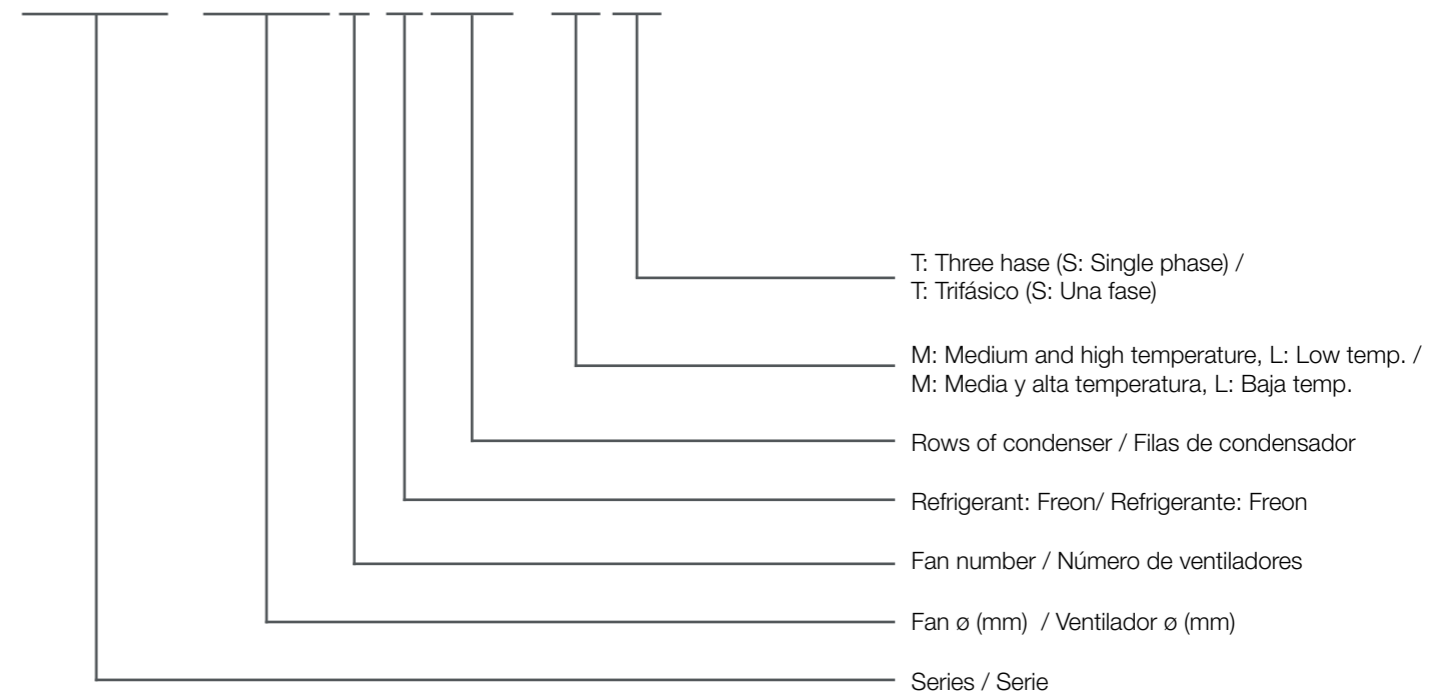 T: Three hase (S: Single phase) /
T: Trifásico (S: Una fase)
M: Medium and high temperature, L: Low temp. /
M: Media y alta temperatura, L: Baja temp.
Rows of condenser / Filas de condensador
Refrigerant: Freon/ Refrigerante: Freon
Fan number / Número de ventiladores
Fan ø (mm) / Ventilador ø (mm)
Series / Serie